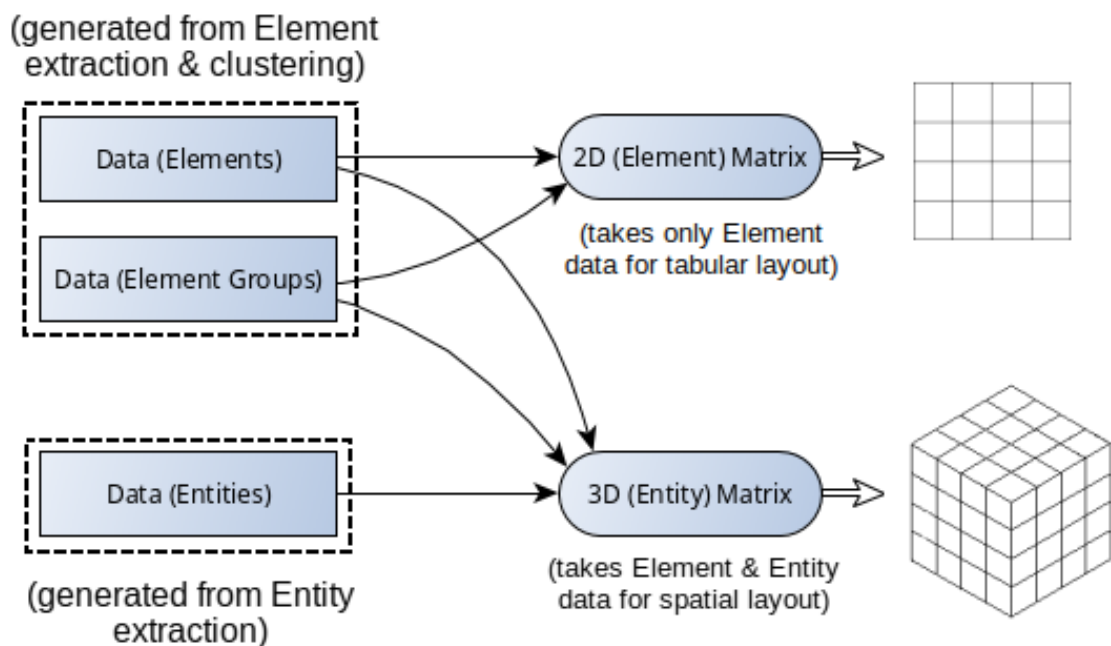 (generated from Element
extraction & clustering)
Data (Elements)
2D (Element) Matrix
(takes only Element
data for tabular layout)
Data (Element Groups)
Data (Entities)
3D (Entity) Matrix
(takes Element & Entity
data for spatial layout)
(generated from Entity
extraction)